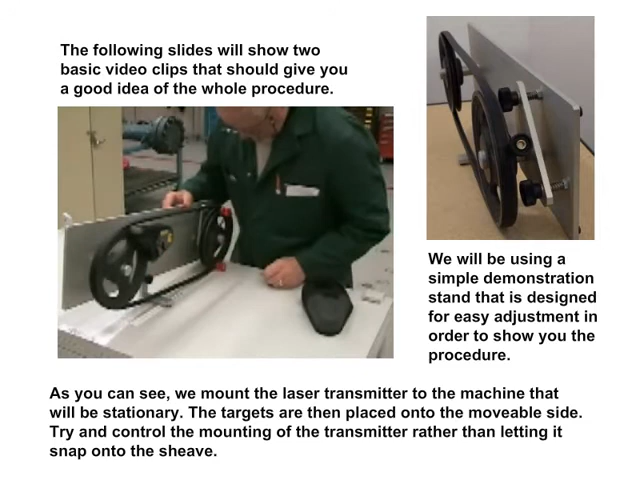 The following slides will show two
basic video clips that should give you
a good idea of the whole procedure.
We will be using a
simple demonstration
stand that is designed
for easy adjustment in
order to show you the
procedure.
As you can see, we mount the laser transmitter to the machine that
will be stationary. The targets are then placed onto the moveable side.
Try and control the mounting of the transmitter rather than letting it
snap onto the sheave.